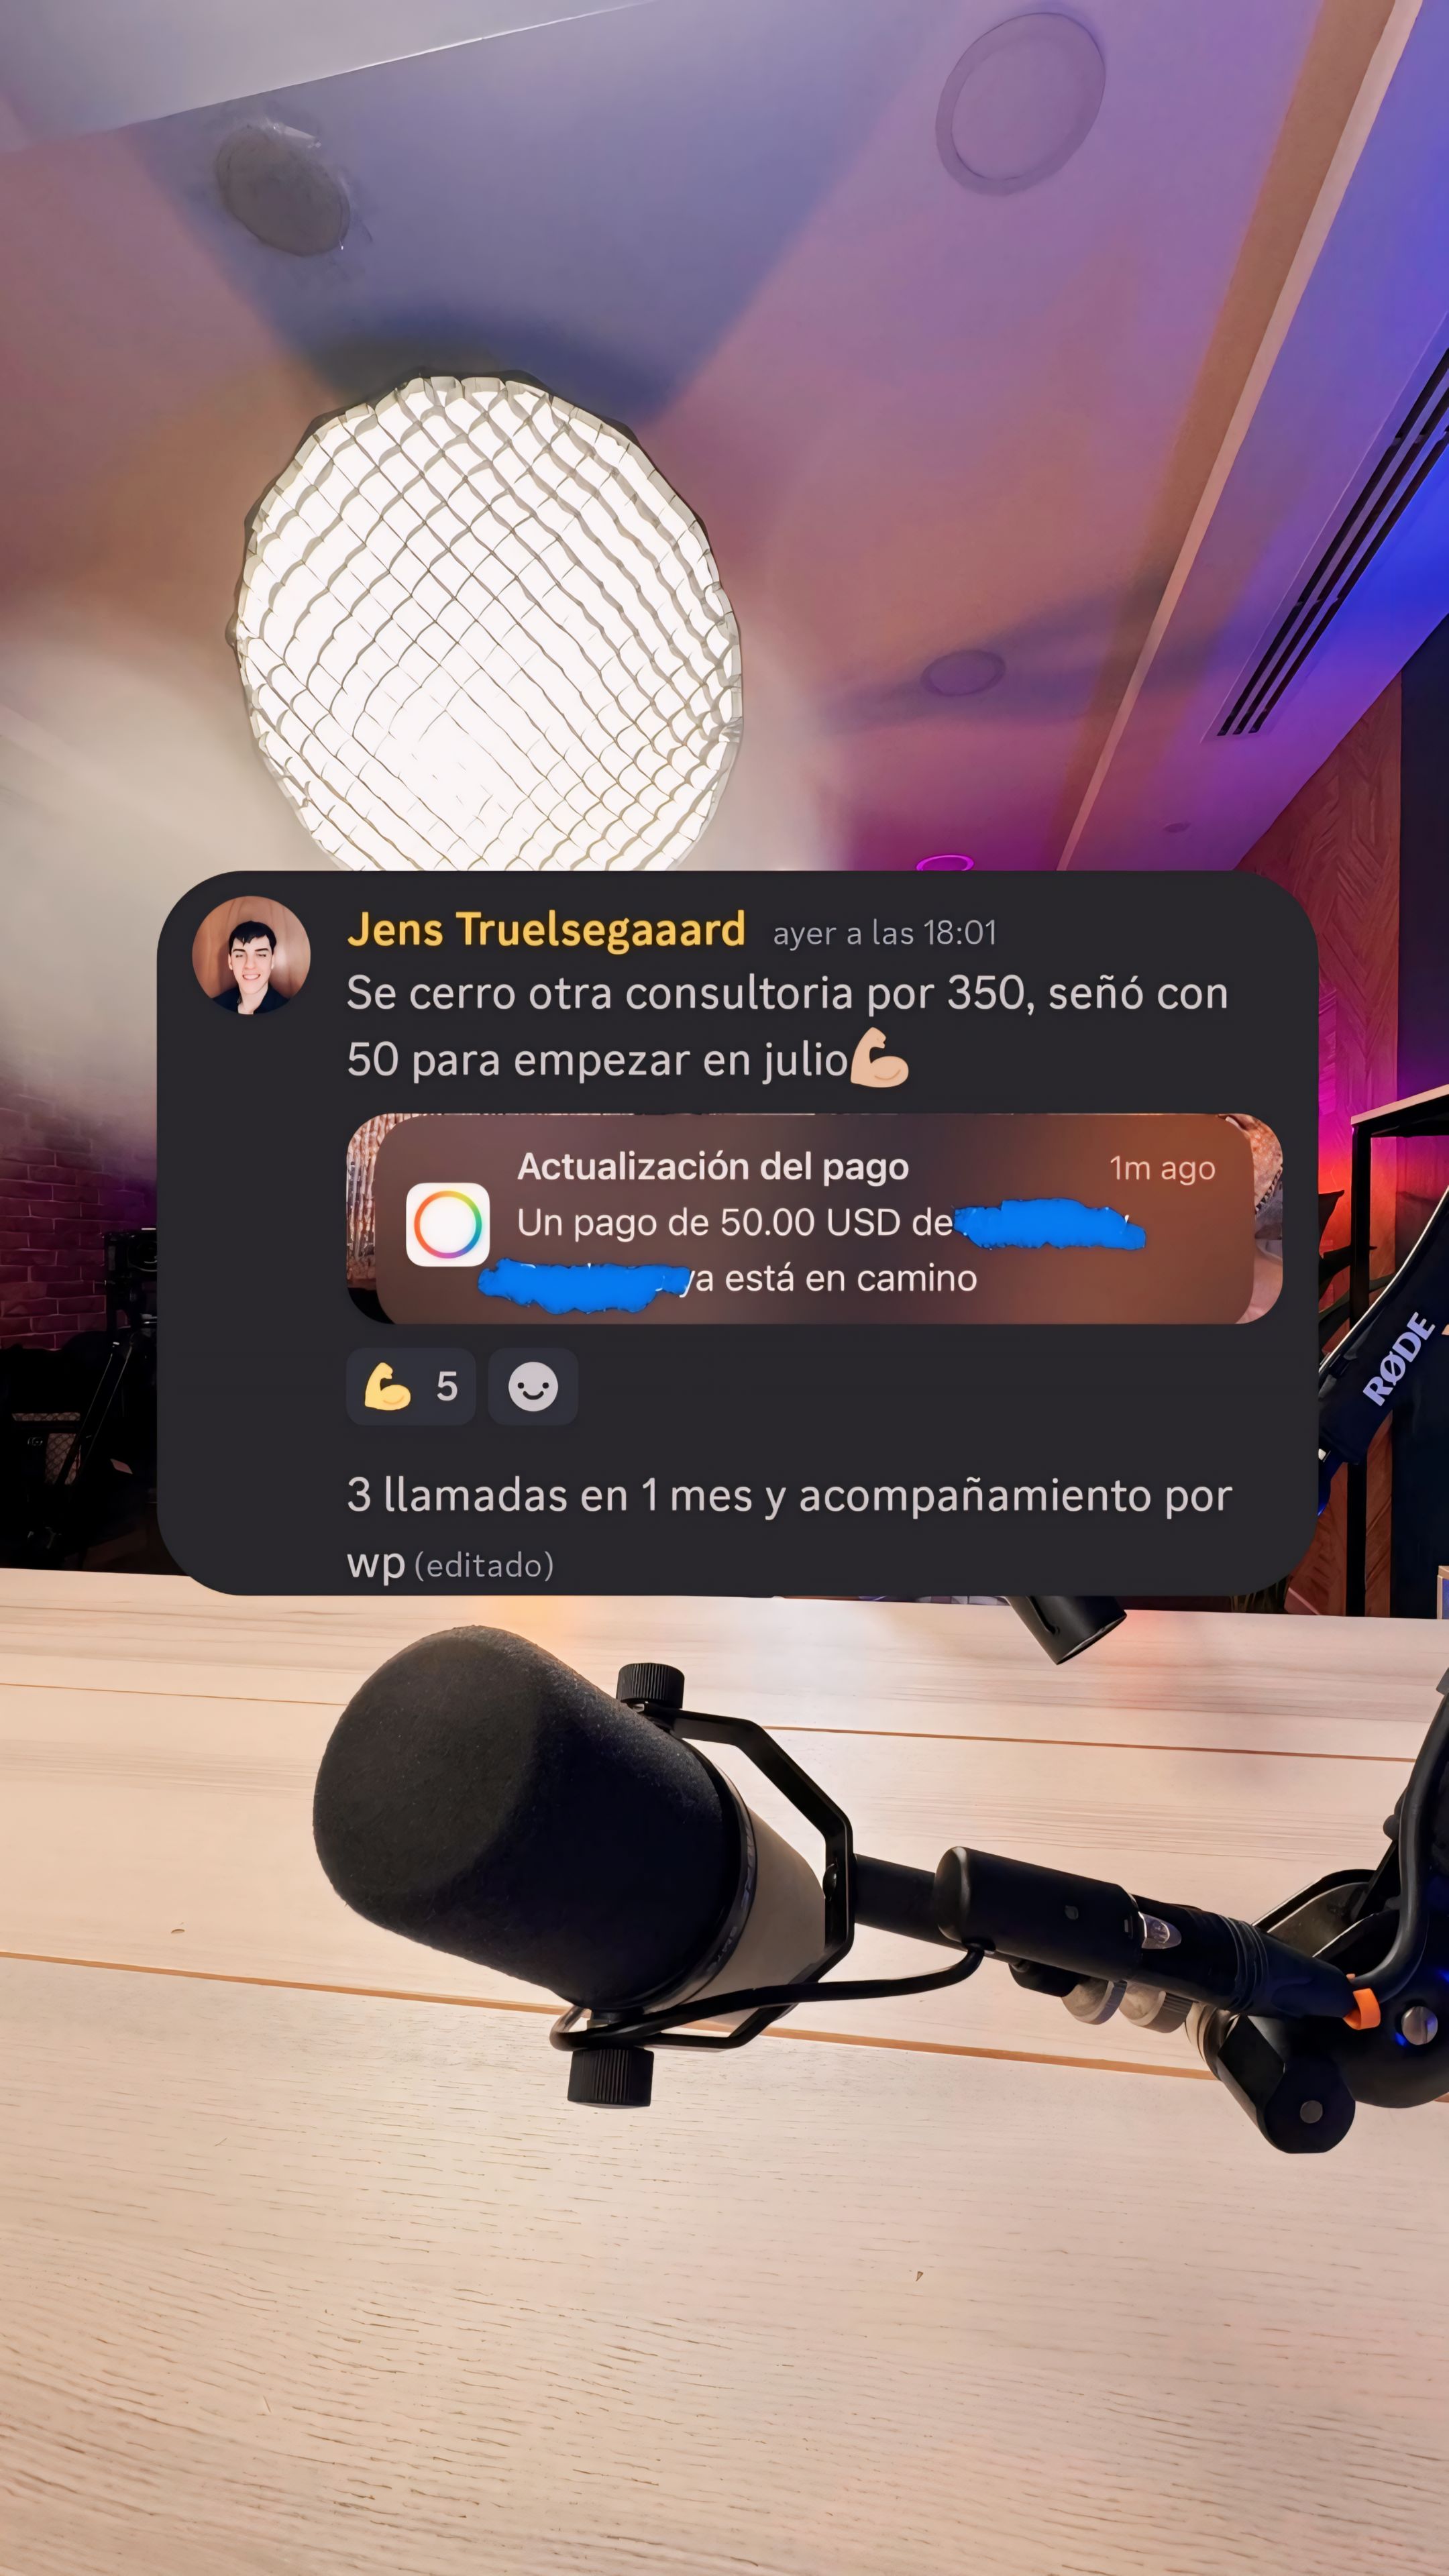 Jens Truelsegaaard ayer a las 18:01
Se cerro otra consultoria por 350, señó con
50 para empezar en julio💪🏼
Actualización del pago 1m ago
Un pago de 50.00 USD de
ya está en camino
💪 5
3 llamadas en 1 mes y acompañamiento por
wp (editado)
RØDE